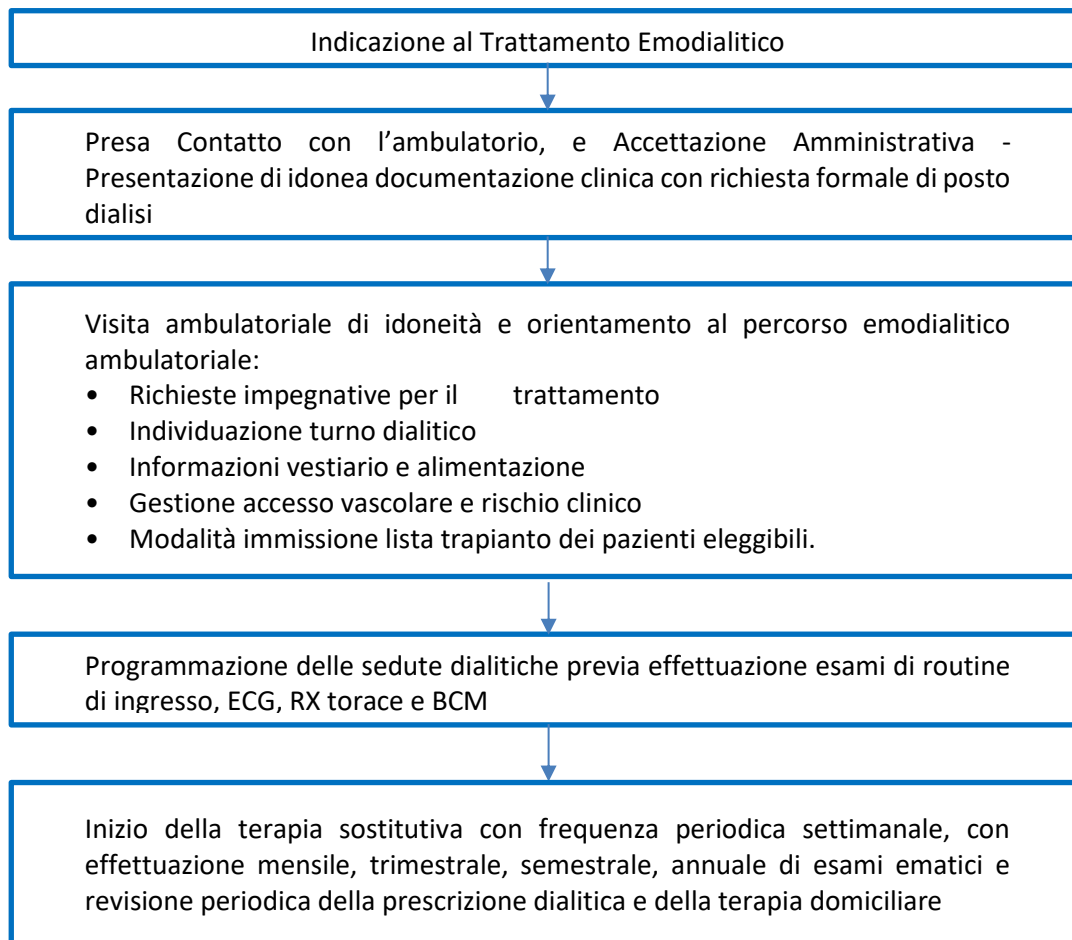 Indicazione al Trattamento Emodialitico
Presa Contatto con l’ambulatorio, e Accettazione Amministrativa -
Presentazione di idonea documentazione clinica con richiesta formale di posto
dialisi
Visita ambulatoriale di idoneità e orientamento al percorso emodialitico
ambulatoriale:
• Richieste impegnative per il trattamento
• Individuazione turno dialitico
• Informazioni vestiario e alimentazione
• Gestione accesso vascolare e rischio clinico
• Modalità immissione lista trapianto dei pazienti eleggibili.
Programmazione delle sedute dialitiche previa effettuazione esami di routine
di ingresso, ECG, RX torace e BCM
Inizio della terapia sostitutiva con frequenza periodica settimanale, con
effettuazione mensile, trimestrale, semestrale, annuale di esami ematici e
revisione periodica della prescrizione dialitica e della terapia domiciliare